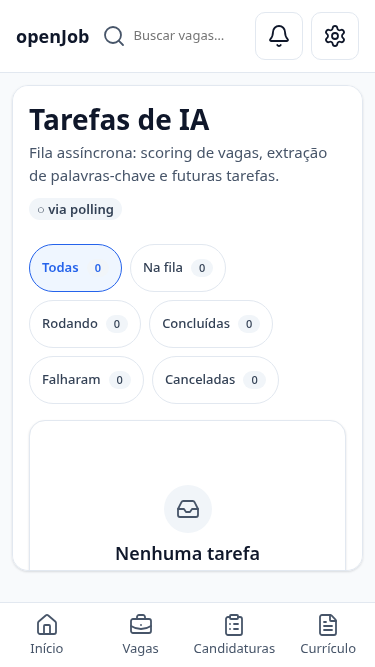 openJob
Buscar vagas...
Tarefas de IA
Fila assíncrona: scoring de vagas, extração
de palavras-chave e futuras tarefas.
○ via polling
Todas 0
Na fila 0
Rodando 0
Concluídas 0
Falharam 0
Canceladas 0
Nenhuma tarefa
Início
Vagas
Candidaturas
Currículo